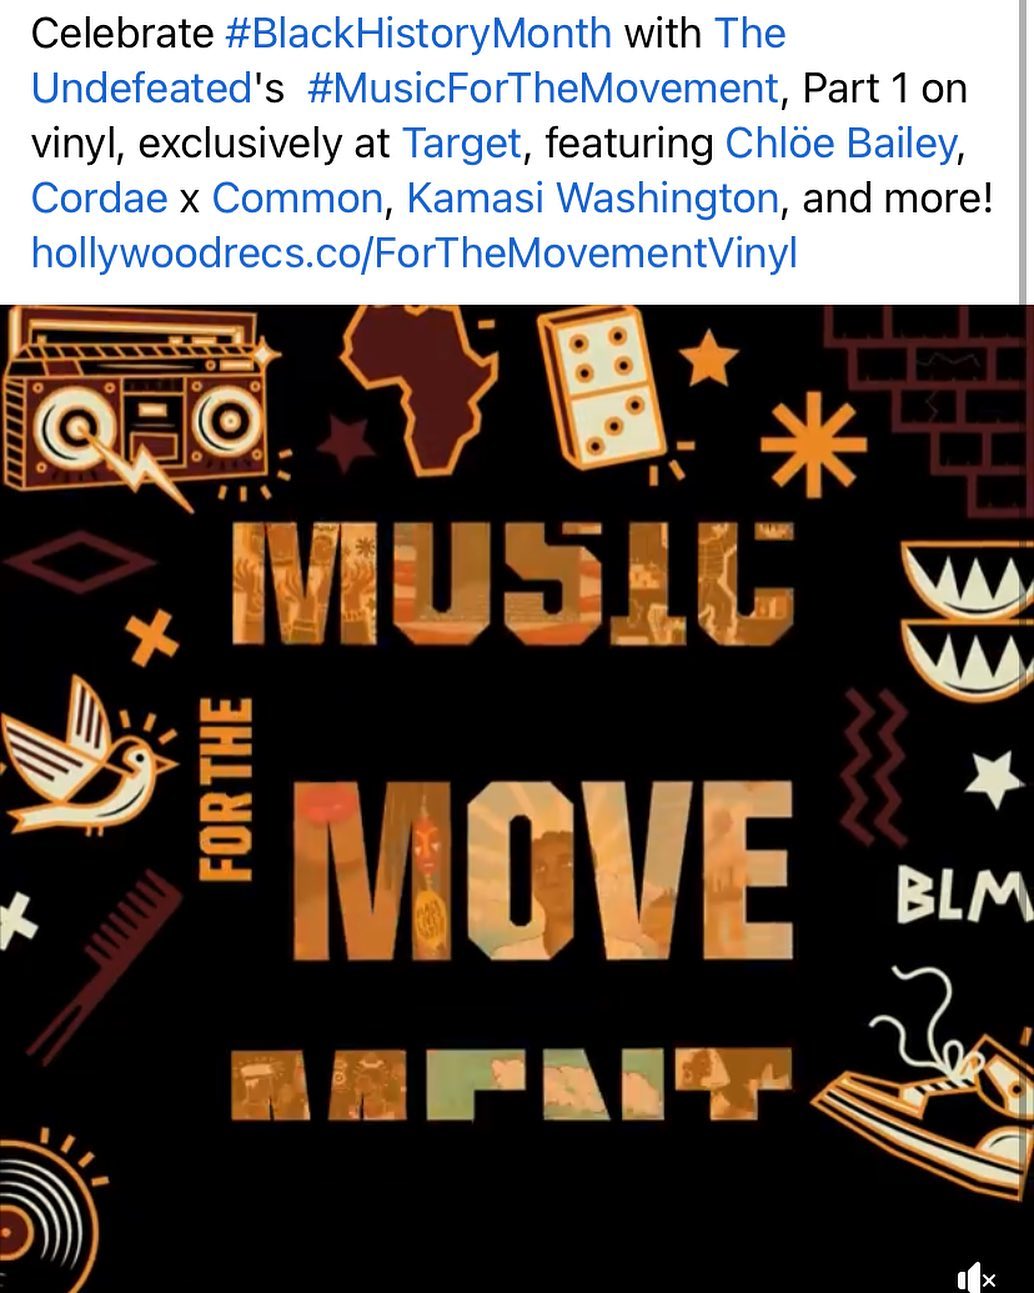 Celebrate #BlackHistoryMonth with The
Undefeated's #MusicForTheMovement, Part 1 on
vinyl, exclusively at Target, featuring Chlöe Bailey,
Cordae x Common, Kamasi Washington, and more!
hollywoodrecs.co/ForTheMovementVinyl
MUSIC
FOR THE
MOVE
MENT
BLM